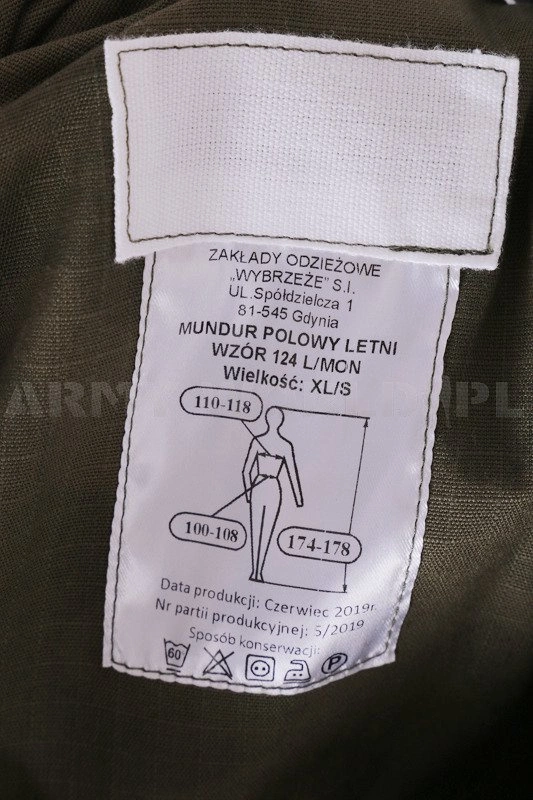 ZAKŁADY ODZIEŻOWE
„WYBRZEŻE" S.I.
UL.Spółdzielcza 1
81-545 Gdynia
MUNDUR POLOWY LETNI
WZÓR 124 L/MON
Wielkość: XL/S
110-118
100-108
174-178
Data produkcji: Czerwiec 2019r.
Nr partii produkcyjnej: 5/2019
Sposób konserwacji:
60 P